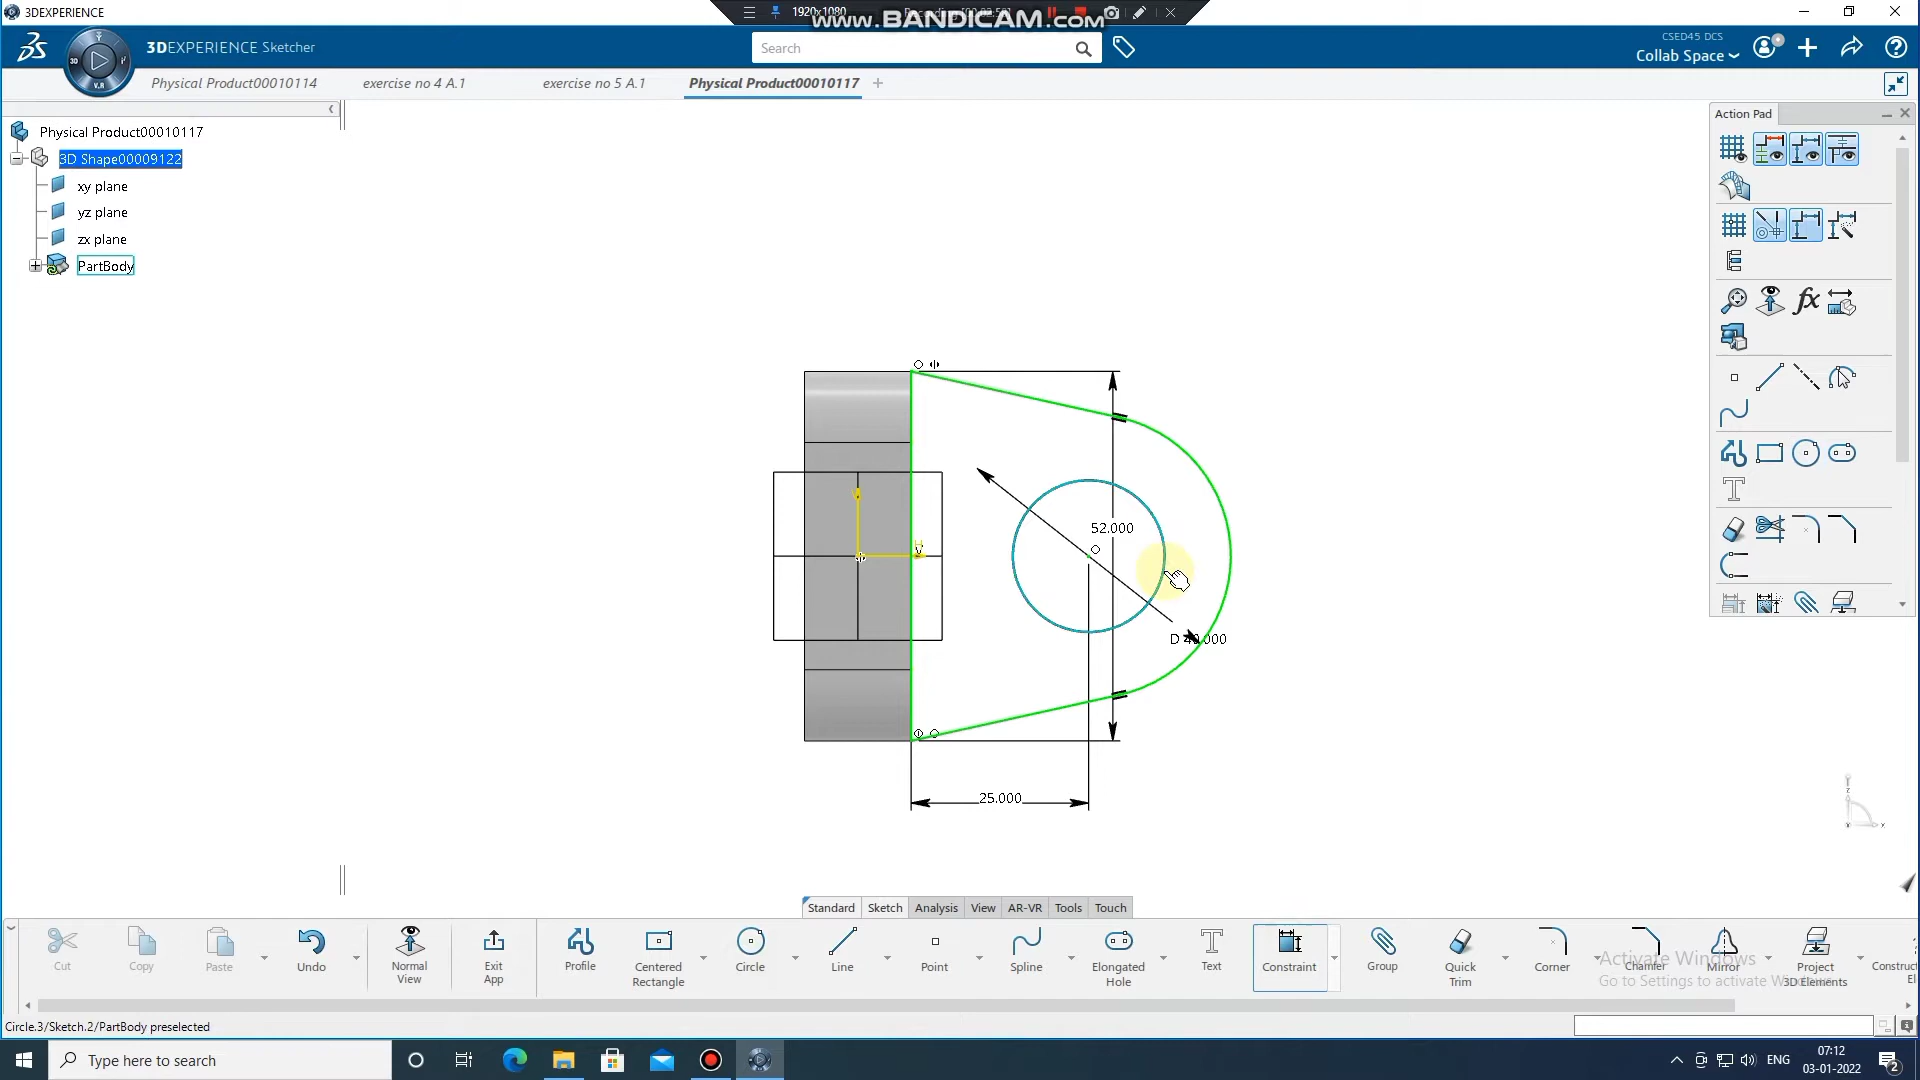 3DEXPERIENCE
1920x1080
www.BANDICAM.com
3DEXPERIENCE Sketcher
Search
CSED45 DCS
Collab Space
Physical Product00010114
exercise no 4 A.1
exercise no 5 A.1
Physical Product00010117
Action Pad
Physical Product00010117
3D Shape00009122
xy plane
yz plane
zx plane
PartBody
52.000
25.000
Standard
Sketch
Analysis
View
AR-VR
Tools
Touch
Cut
Copy
Paste
Undo
Normal View
Exit App
Profile
Centered Rectangle
Circle
Line
Point
Spline
Elongated Hole
Text
Constraint
Group
Quick Trim
Corner
Chamfer
Mirror
Project 3D Elements
Activate Windows
Go to Settings to activate Windows.
Circle.3/Sketch.2/PartBody preselected
Type here to search
ENG
07:12
03-01-2022
2